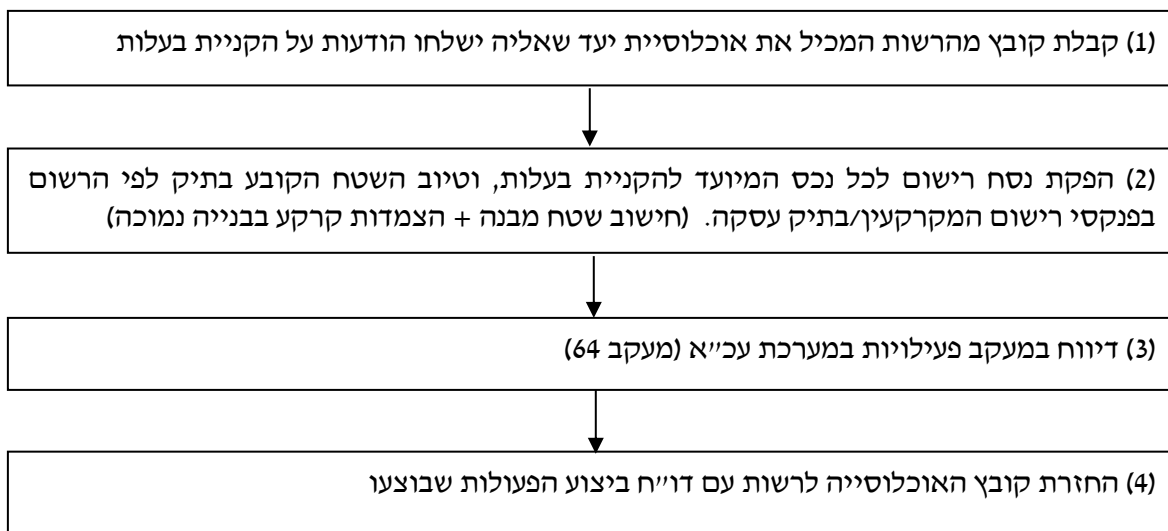 (1) קבלת קובץ מהרשות המכיל את אוכלוסיית יעד שאליה ישלחו הודעות על הקניית בעלות
(2) הפקת נסח רישום לכל נכס המיועד להקניית בעלות, וטיוב השטח הקובע בתיק לפי הרשום
בפנקסי רישום המקרקעין/בתיק עסקה. (חישוב שטח מבנה + הצמדות קרקע בבנייה נמוכה)
(3) דיווח במעקב פעילויות במערכת עכ״א (מעקב 64)
(4) החזרת קובץ האוכלוסייה לרשות עם דו״ח ביצוע הפעולות שבוצעו